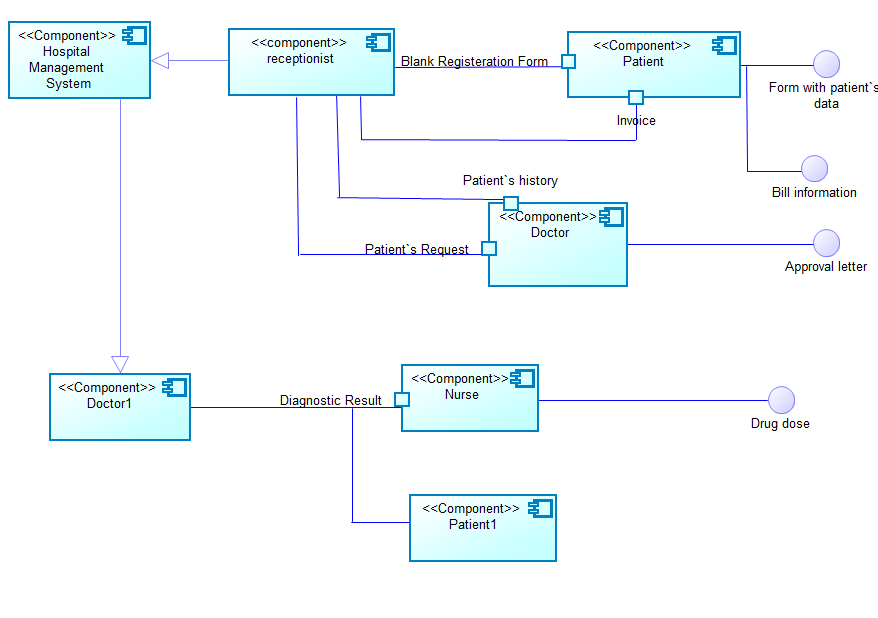 <<Component>>
Hospital
Management
System
<<component>>
receptionist
Blank Registeration Form
<<Component>>
Patient
Form with patient`s
data
Invoice
Bill information
Patient`s history
<<Component>>
Doctor
Patient`s Request
Approval letter
<<Component>>
Doctor1
Diagnostic Result
<<Component>>
Nurse
Drug dose
<<Component>>
Patient1